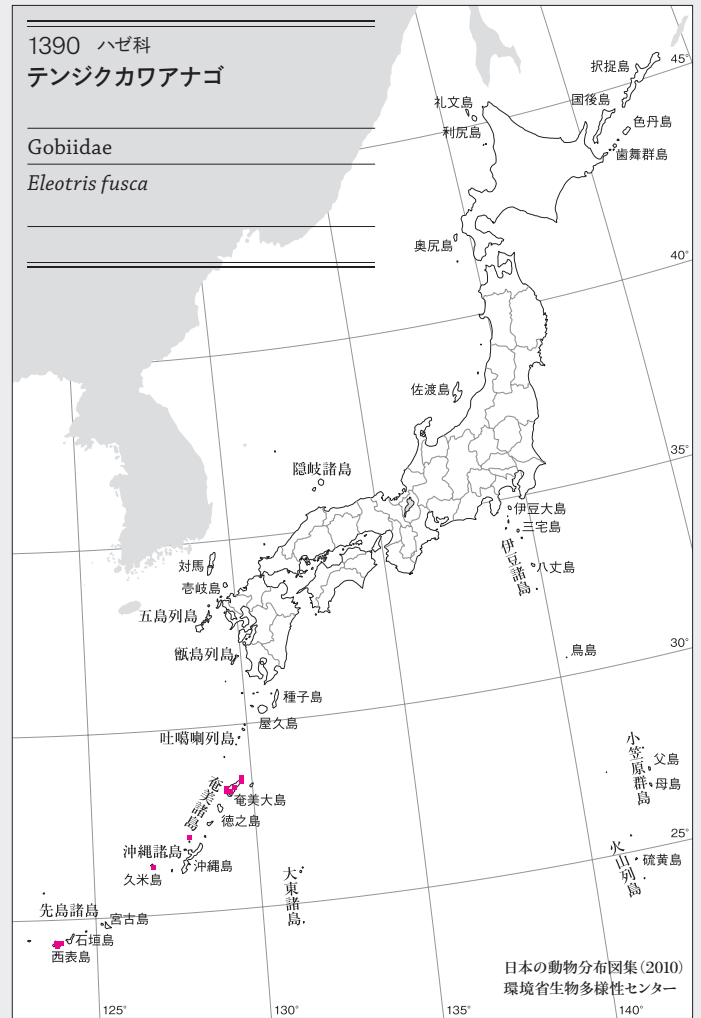 1390 ハゼ科
テンジクカワアナゴ
Gobiidae
Eleotris fusca
択捉島
45°
礼文島
国後島
利尻島
色丹島
歯舞群島
奥尻島
40°
佐渡島
35°
隠岐諸島
伊豆大島
三宅島
伊豆諸島
八丈島
対馬
壱岐島
五島列島
甑島列島
鳥島
30°
種子島
屋久島
吐噶喇列島
小笠原群島
父島
母島
奄美諸島
奄美大島
徳之島
25°
沖縄諸島
沖縄島
久米島
火山列島
硫黄島
大東諸島
先島諸島
宮古島
石垣島
西表島
日本の動物分布図集(2010)
環境省生物多様性センター
125°
130°
135°
140°